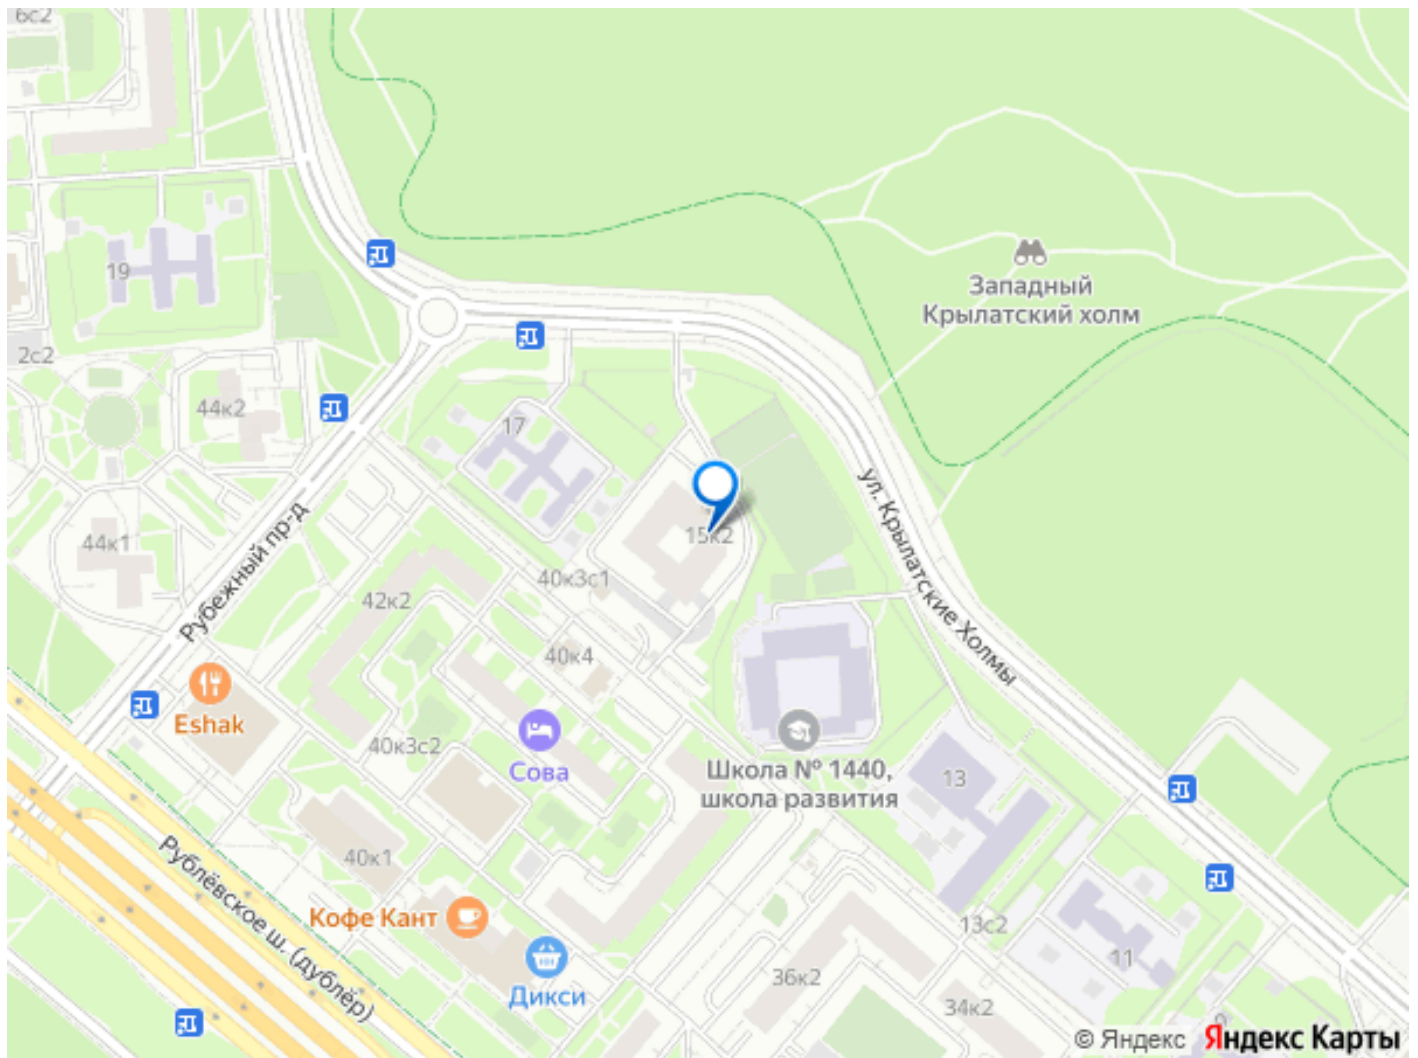 6с2
19
2с2
44к2
17
Западный
Крылатский холм
44к1
Рубежный пр-д
15к2
ул. Крылатские Холмы
40к3с1
42к2
40к4
Eshak
40к3с2
Сова
Школа № 1440,
школа развития
13
40к1
Рублёвское ш. (дублёр)
Кофе Кант
13с2
11
Дикси
36к2
34к2
9
© Яндекс Яндекс Карты